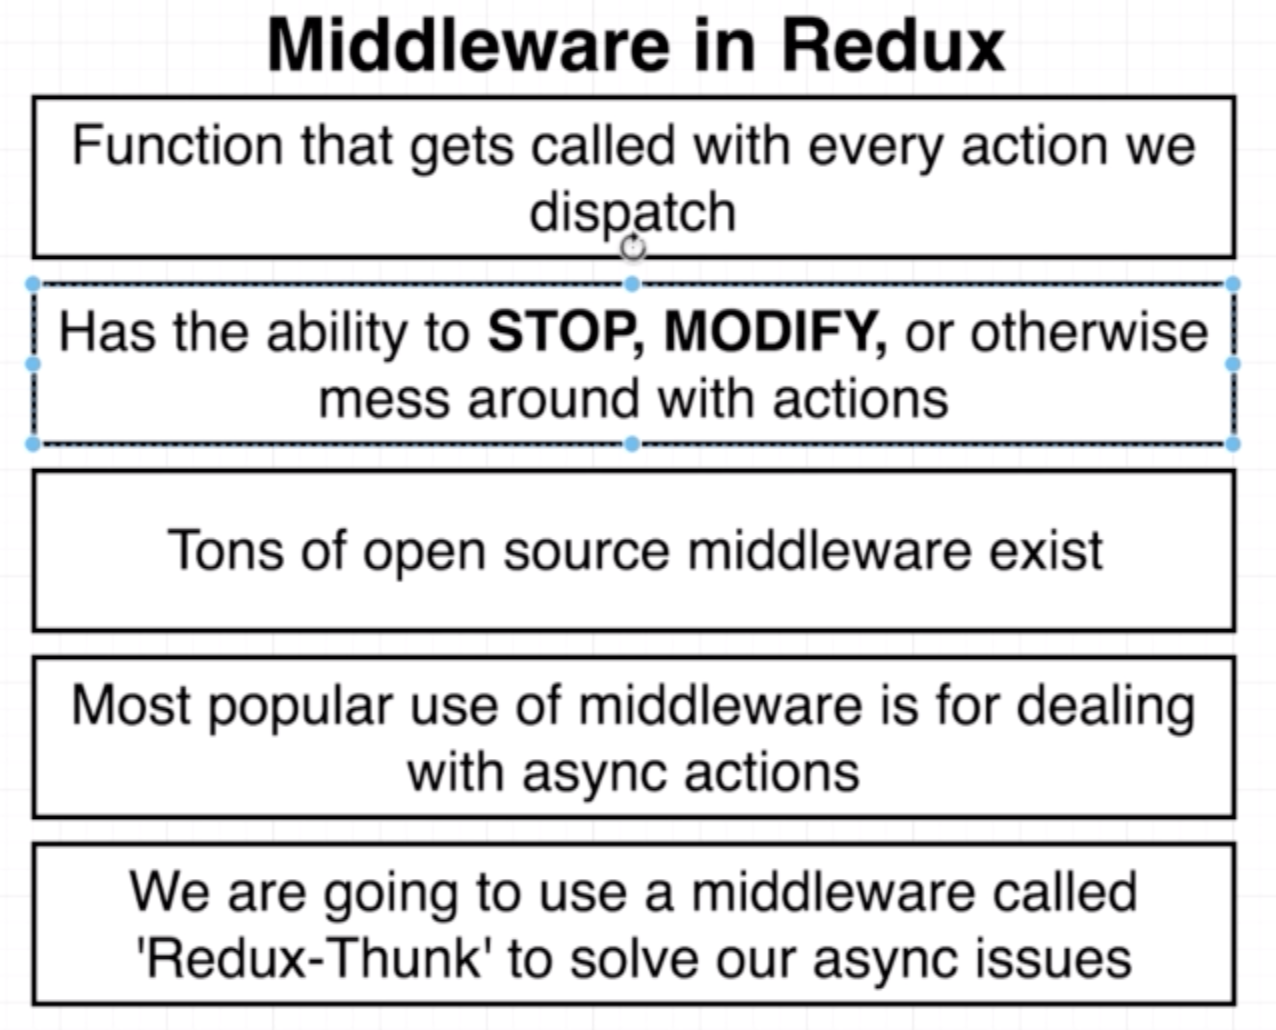 Middleware in Redux
Function that gets called with every action we
dispatch
Has the ability to STOP, MODIFY, or otherwise
mess around with actions
Tons of open source middleware exist
Most popular use of middleware is for dealing
with async actions
We are going to use a middleware called
'Redux-Thunk' to solve our async issues